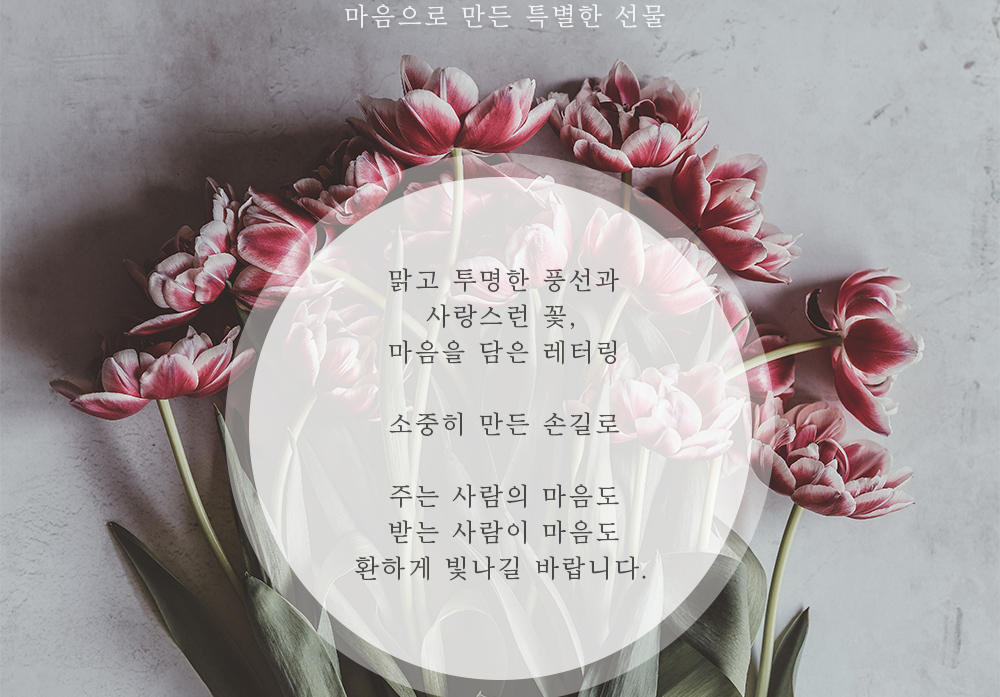 마음으로 만든 특별한 선물
맑고 투명한 풍선과
사랑스런 꽃,
마음을 담은 레터링
소중히 만든 손길로
주는 사람의 마음도
받는 사람이 마음도
환하게 빛나길 바랍니다.